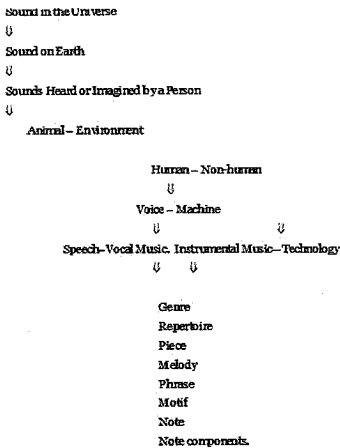 Sound in the Universe
⇓
Sound on Earth
⇓
Sounds Heard or Imagined by a Person
⇓
Animal – Environment
Human – Non-human
⇓
Voice – Machine
⇓ ⇓
Speech–Vocal Music. Instrumental Music–Technology
⇓ ⇓
Genre
Repertoire
Piece
Melody
Phrase
Motif
Note
Note components.